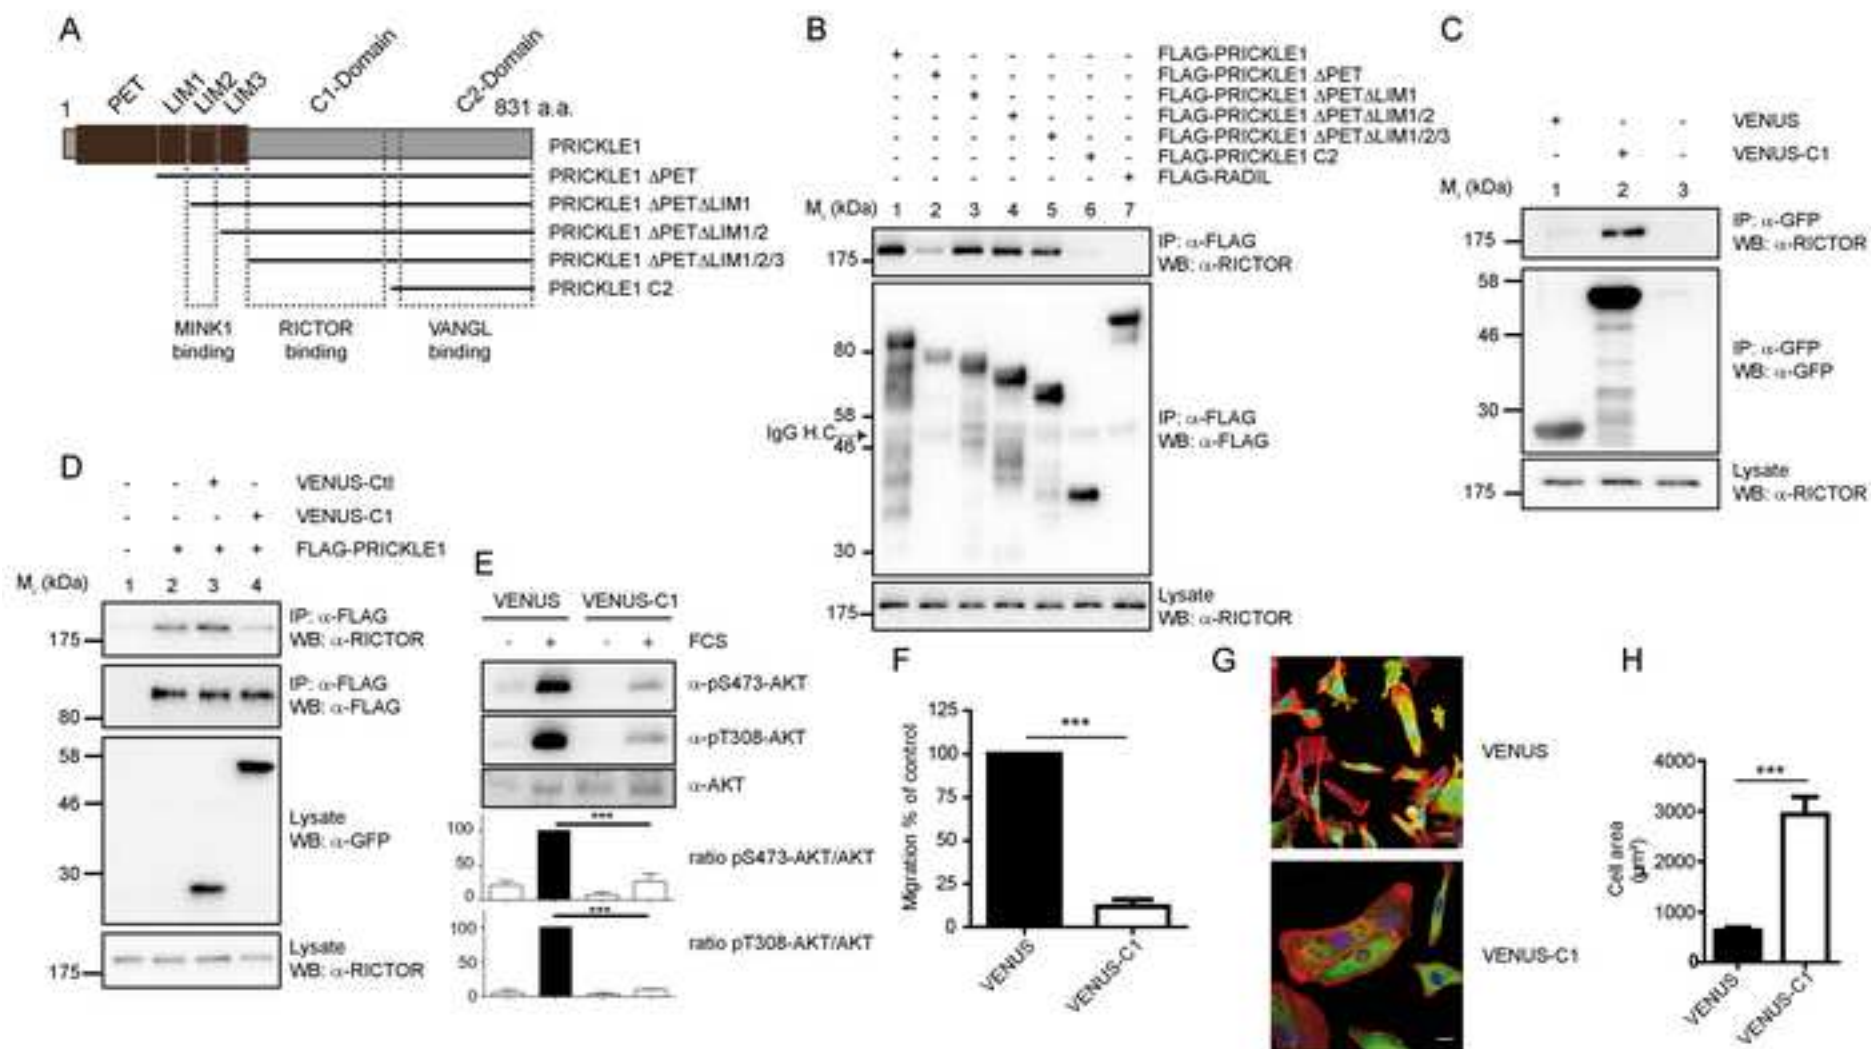 A
PET
LIM1
LIM2
LIM3
C1-Domain
C2-Domain
1
831 a.a.
PRICKLE1
PRICKLE1 ΔPET
PRICKLE1 ΔPETΔLIM1
PRICKLE1 ΔPETΔLIM1/2
PRICKLE1 ΔPETΔLIM1/2/3
PRICKLE1 C2
MINK1 binding
RICTOR binding
VANGL binding
B
+ - - - - - - FLAG-PRICKLE1
- + - - - - - FLAG-PRICKLE1 ΔPET
- - + - - - - FLAG-PRICKLE1 ΔPETΔLIM1
- - - + - - - FLAG-PRICKLE1 ΔPETΔLIM1/2
- - - - + - - FLAG-PRICKLE1 ΔPETΔLIM1/2/3
- - - - - + - FLAG-PRICKLE1 C2
- - - - - - + FLAG-RADIL
Mr (kDa) 1 2 3 4 5 6 7
175
IP: α-FLAG
WB: α-RICTOR
80
58
IgG H.C.
46
30
IP: α-FLAG
WB: α-FLAG
175
Lysate
WB: α-RICTOR
C
+ - - VENUS
- + - VENUS-C1
Mr (kDa) 1 2 3
175
IP: α-GFP
WB: α-RICTOR
58
46
30
IP: α-GFP
WB: α-GFP
175
Lysate
WB: α-RICTOR
D
- - + - VENUS-Ctl
- - - + VENUS-C1
- + + + FLAG-PRICKLE1
Mr (kDa) 1 2 3 4
175
IP: α-FLAG
WB: α-RICTOR
80
IP: α-FLAG
WB: α-FLAG
58
46
30
Lysate
WB: α-GFP
175
Lysate
WB: α-RICTOR
E
VENUS VENUS-C1
- + - + FCS
α-pS473-AKT
α-pT308-AKT
α-AKT
100
50
0
***
ratio pS473-AKT/AKT
100
50
0
***
ratio pT308-AKT/AKT
F
Migration % of control
125
100
75
50
25
0
***
VENUS
VENUS-C1
G
VENUS
VENUS-C1
H
Cell area
(μm²)
4000
3000
2000
1000
0
***
VENUS
VENUS-C1